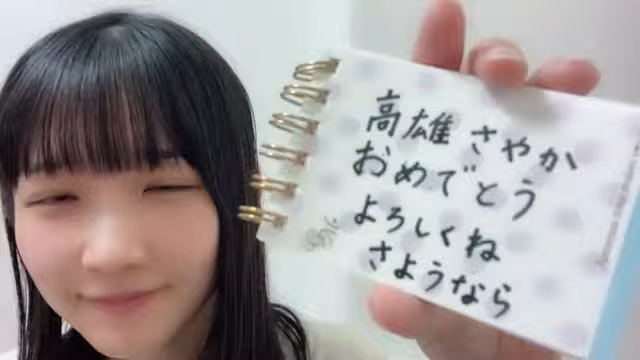 高雄 さやか
おめでとう
よろしくね
さようなら